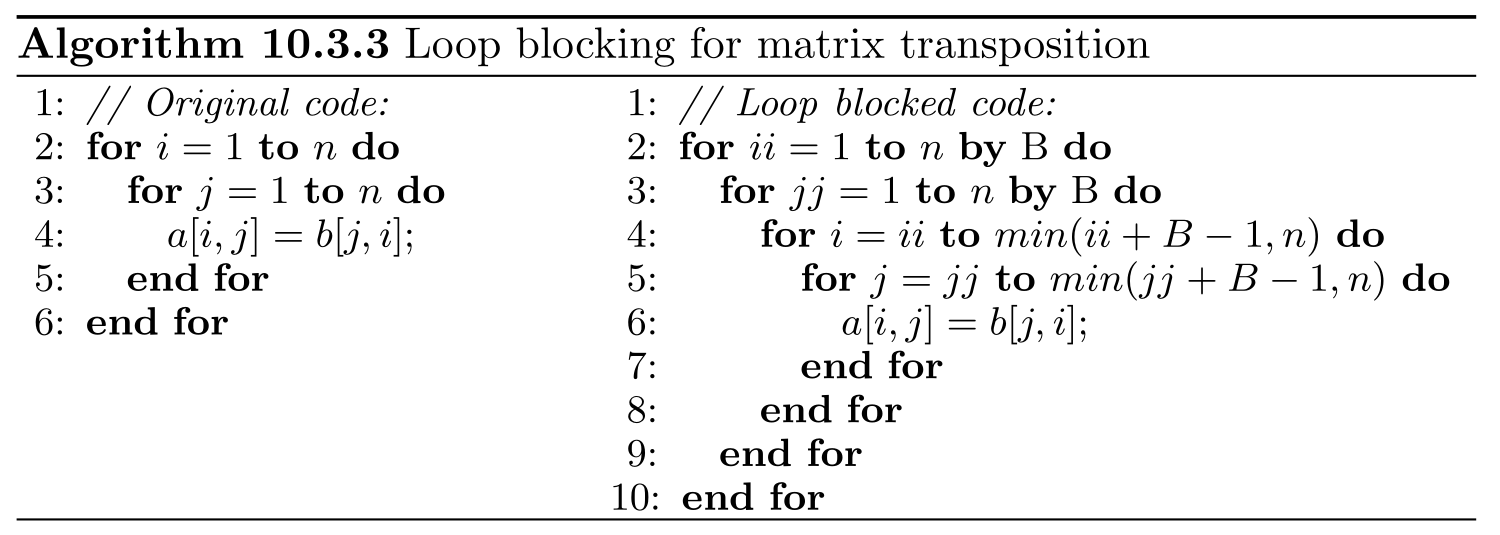 Algorithm 10.3.3 Loop blocking for matrix transposition
1: // Original code:
2: for i = 1 to n do
3: for j = 1 to n do
4: a[i, j] = b[j, i];
5: end for
6: end for
1: // Loop blocked code:
2: for ii = 1 to n by B do
3: for jj = 1 to n by B do
4: for i = ii to min(ii + B − 1, n) do
5: for j = jj to min(jj + B − 1, n) do
6: a[i, j] = b[j, i];
7: end for
8: end for
9: end for
10: end for